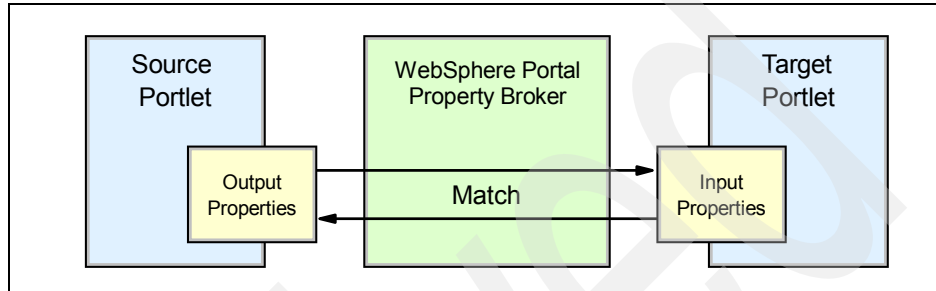 Source
Portlet
WebSphere Portal
Property Broker
Target
Portlet
Output
Properties
Match
Input
Properties